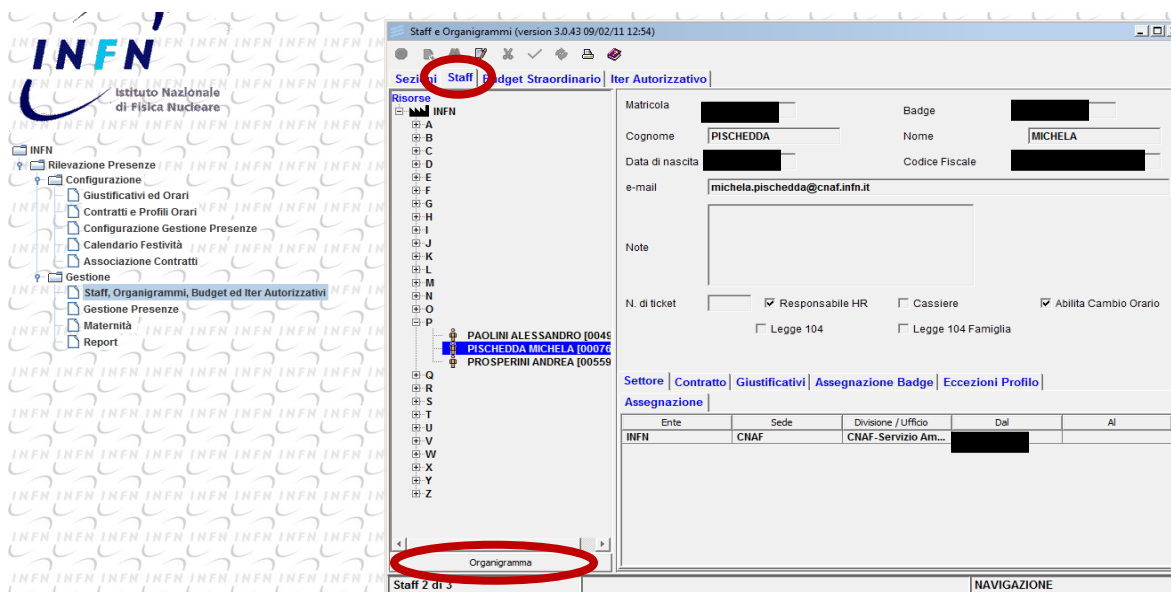 INFN
Istituto Nazionale
di Fisica Nucleare
INFN
Rilevazione Presenze
Configurazione
Giustificativi ed Orari
Contratti e Profili Orari
Configurazione Gestione Presenze
Calendario Festività
Associazione Contratti
Gestione
Staff, Organigrammi, Budget ed Iter Autorizzativi
Gestione Presenze
Maternità
Report
Staff e Organigrammi (version 3.0.43 09/02/11 12:54)
Staff Straordinario Iter Autorizzativo
Risorse
INFN
A
B
C
D
E
F
G
H
I
J
K
L
M
N
O
P
PAOLINI ALESSANDRO [0049
PISCHEDDA MICHELA [00076
PROSPERINI ANDREA [00559
Q
R
S
T
U
V
W
X
Y
Z
Organigramma
Matricola Badge
Cognome PISCHEDDA Nome MICHELA
Data di nascita Codice Fiscale
e-mail michela.pischedda@cnaf.infn.it
Note
N. di ticket Responsabile HR Cassiere Abilita Cambio Orario
Legge 104 Legge 104 Famiglia
Settore Contratto Giustificativi Assegnazione Badge Eccezioni Profilo
Assegnazione
Ente Sede Divisione / Ufficio Dal Al
INFN CNAF CNAF-Servizio Am...
Staff 2 di 3 NAVIGAZIONE